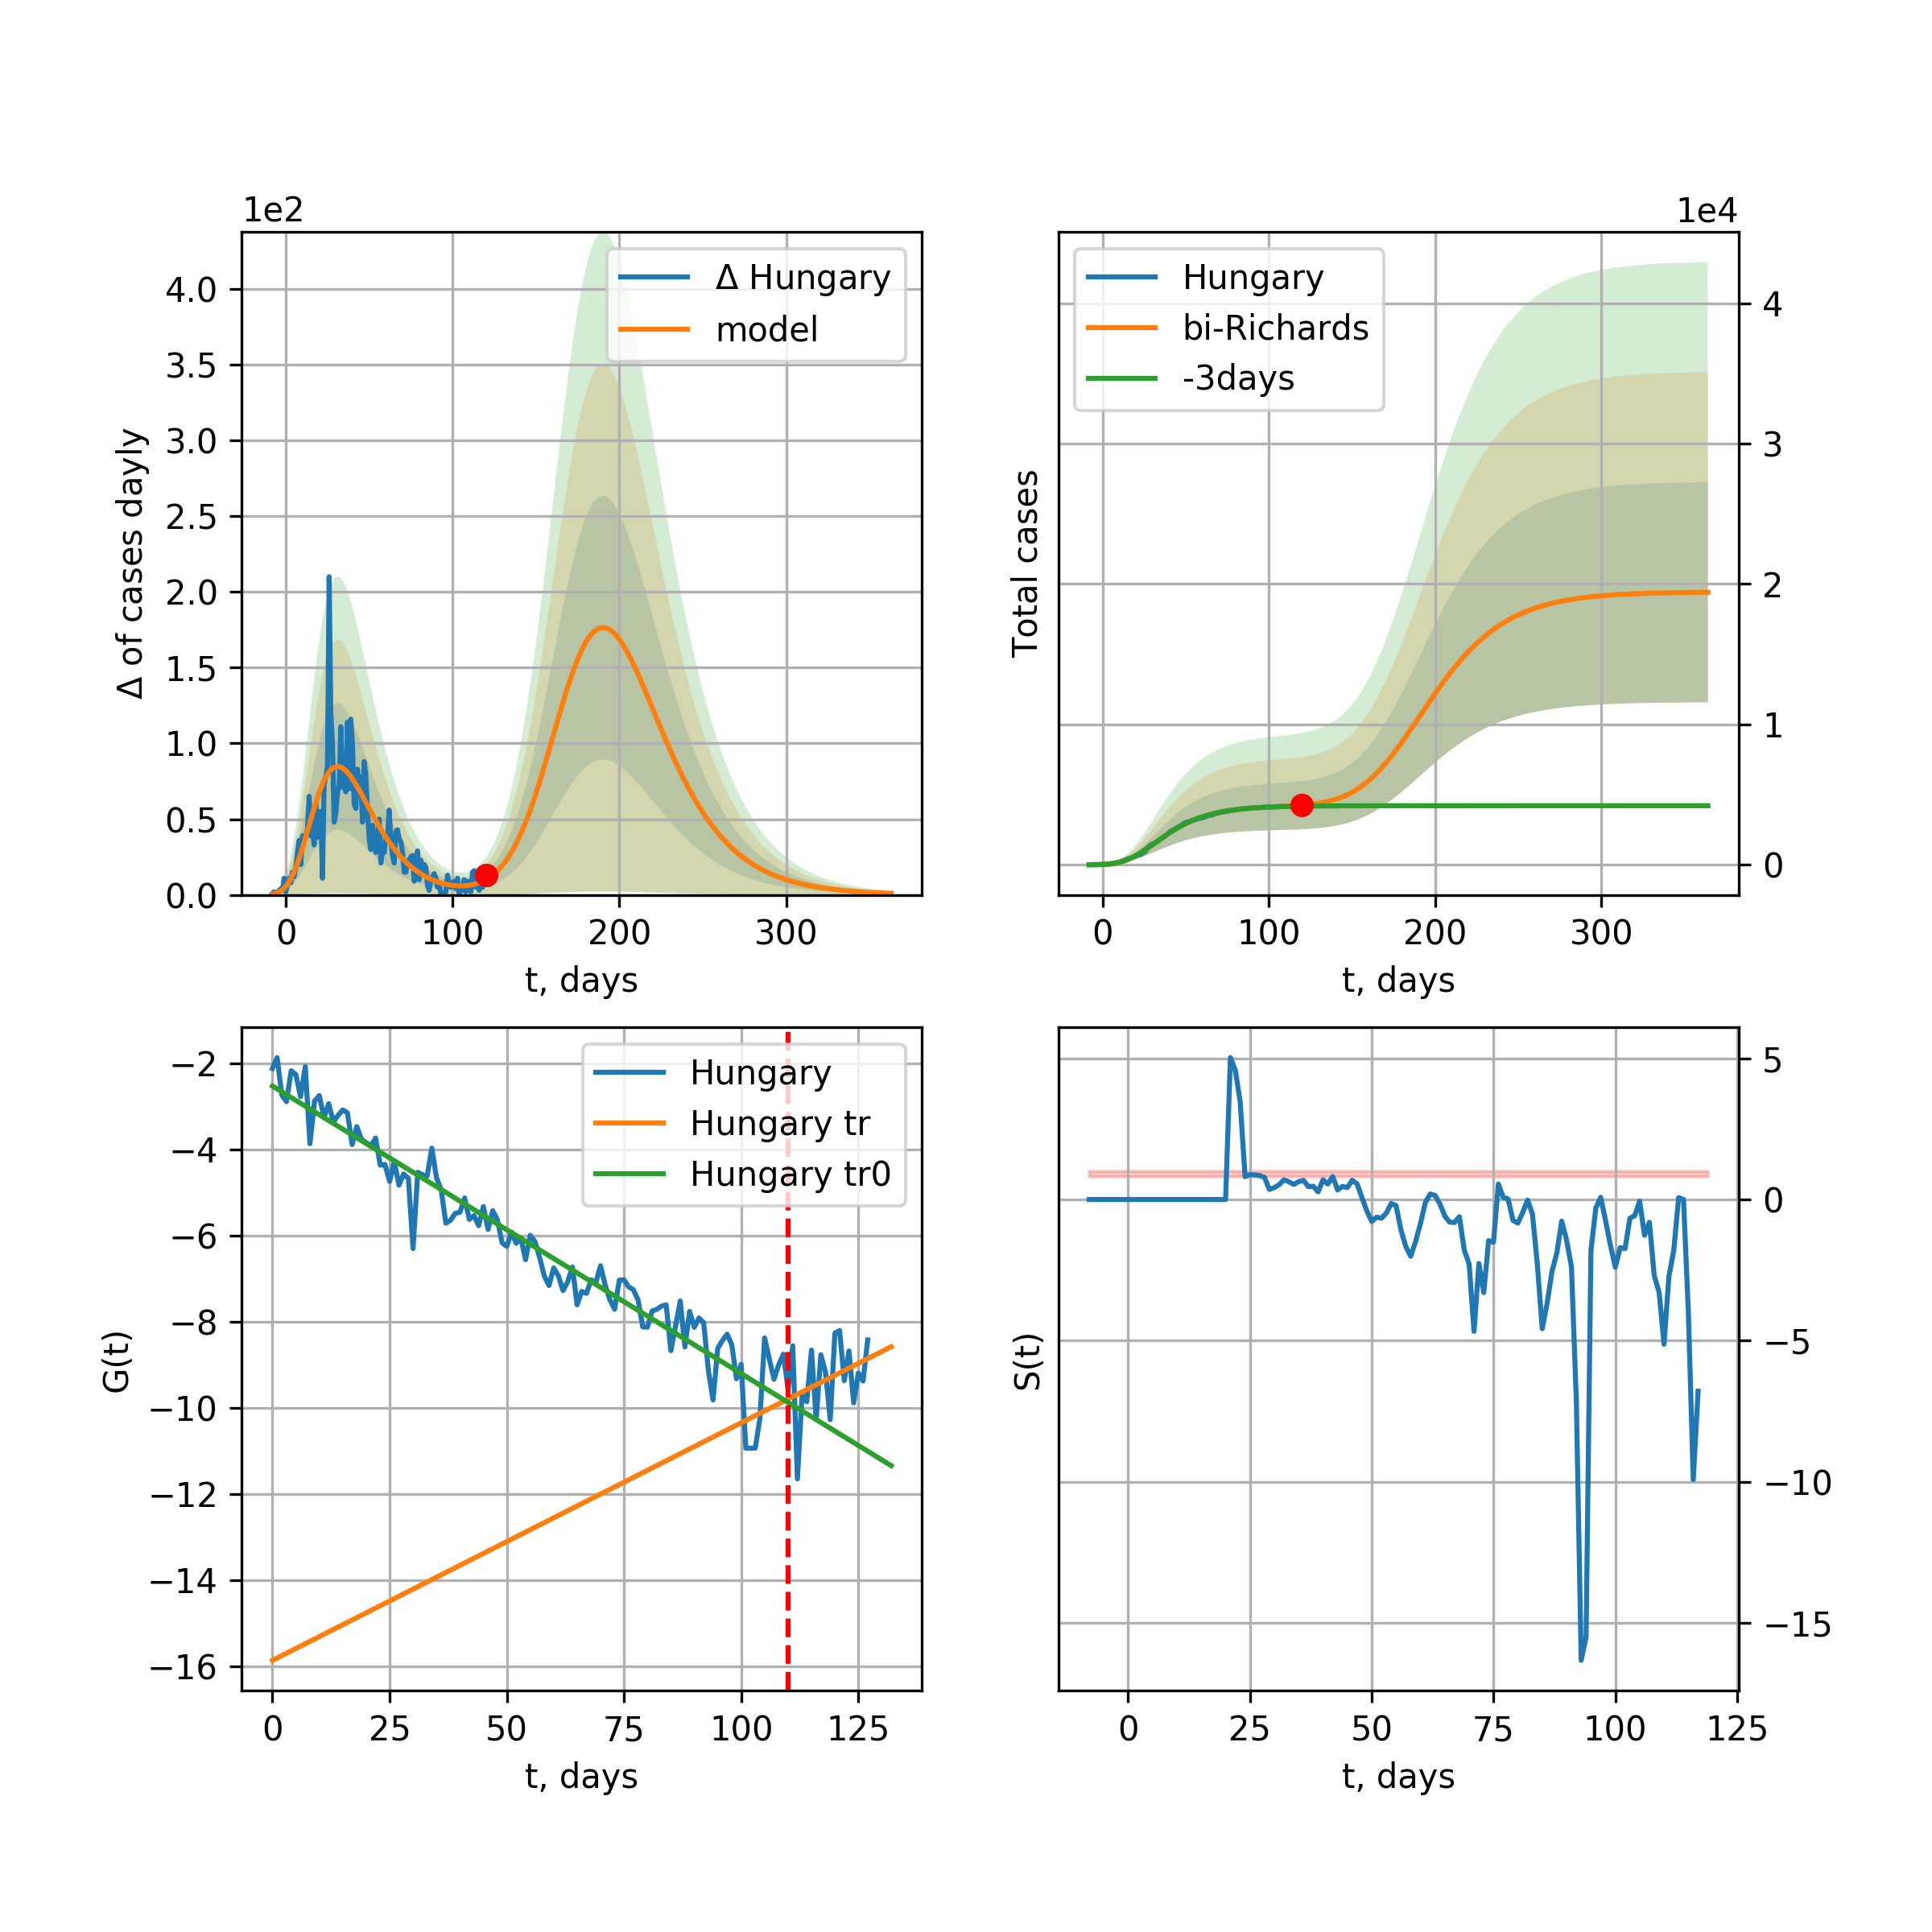 1e2
Δ of cases dayly
4.0
3.5
3.0
2.5
2.0
1.5
1.0
0.5
0.0
0 100 200 300
t, days
Δ Hungary
model
1e4
Total cases
4
3
2
1
0
0 100 200 300
t, days
Hungary
bi-Richards
-3days
G(t)
−2
−4
−6
−8
−10
−12
−14
−16
0 25 50 75 100 125
t, days
Hungary
Hungary tr
Hungary tr0
S(t)
5
0
−5
−10
−15
0 25 50 75 100 125
t, days